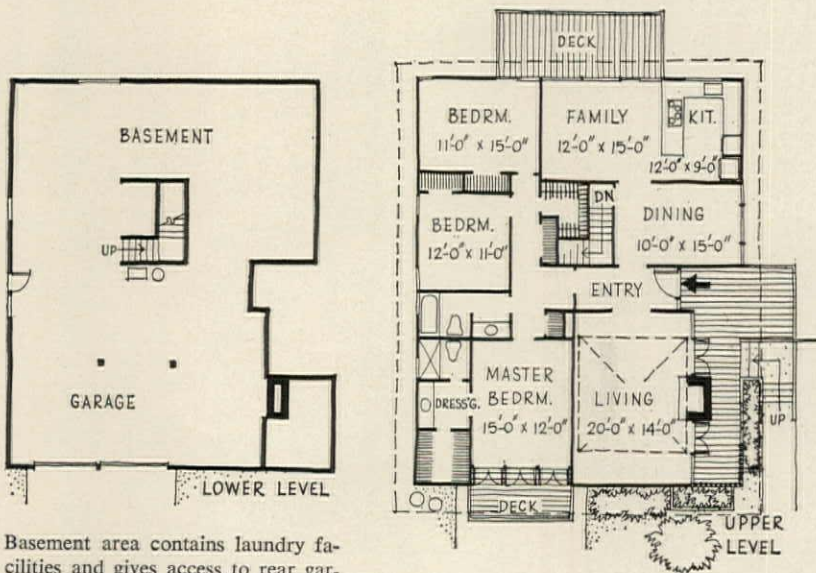 BASEMENT
UP
GARAGE
LOWER LEVEL
Basement area contains laundry fa-
cilities and gives access to rear gar-
DECK
BEDRM.
11'-0" x 15'-0"
FAMILY
12'-0" x 15'-0"
KIT.
12'-0" x 9'-0"
BEDRM.
12'-0" x 11'-0"
DN
DINING
10'-0" x 15'-0"
ENTRY
MASTER
BEDRM.
15'-0" x 12'-0"
DRESS'G.
LIVING
20'-0" x 14'-0"
UP
DECK
UPPER
LEVEL